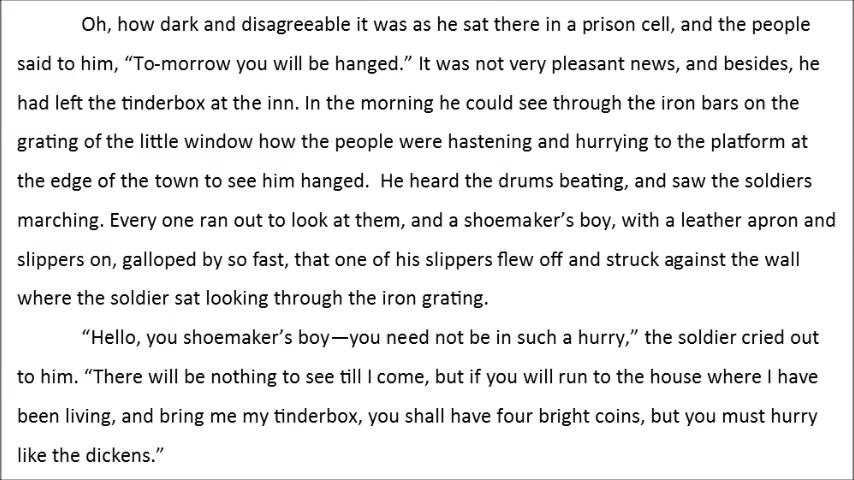 Oh, how dark and disagreeable it was as he sat there in a prison cell, and the people
said to him, “To-morrow you will be hanged.” It was not very pleasant news, and besides, he
had left the tinderbox at the inn. In the morning he could see through the iron bars on the
grating of the little window how the people were hastening and hurrying to the platform at
the edge of the town to see him hanged.  He heard the drums beating, and saw the soldiers
marching. Every one ran out to look at them, and a shoemaker’s boy, with a leather apron and
slippers on, galloped by so fast, that one of his slippers flew off and struck against the wall
where the soldier sat looking through the iron grating.
“Hello, you shoemaker’s boy—you need not be in such a hurry,” the soldier cried out
to him. “There will be nothing to see till I come, but if you will run to the house where I have
been living, and bring me my tinderbox, you shall have four bright coins, but you must hurry
like the dickens.”